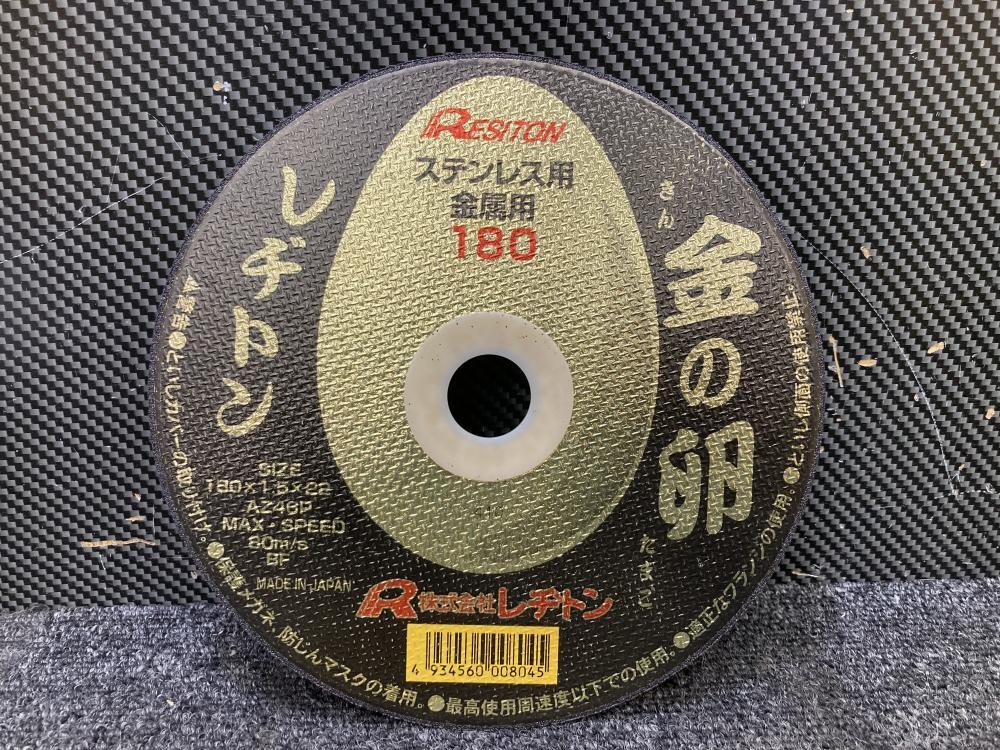 RESITON
ステンレス用
金属用
180
レヂトン
きん
金の卵
たまご
SIZE
180×1.5×22
AZ46P
MAX・SPEED
80m/s
BF
MADE IN JAPAN
R 株式会社レヂトン
4 934560 008045
警告●といしカバーの取り付け。●保護メガネ、防じんマスクの着用。●最高使用周速度以下での使用。●適正なフランジの使用。●といし側面の使用禁止。